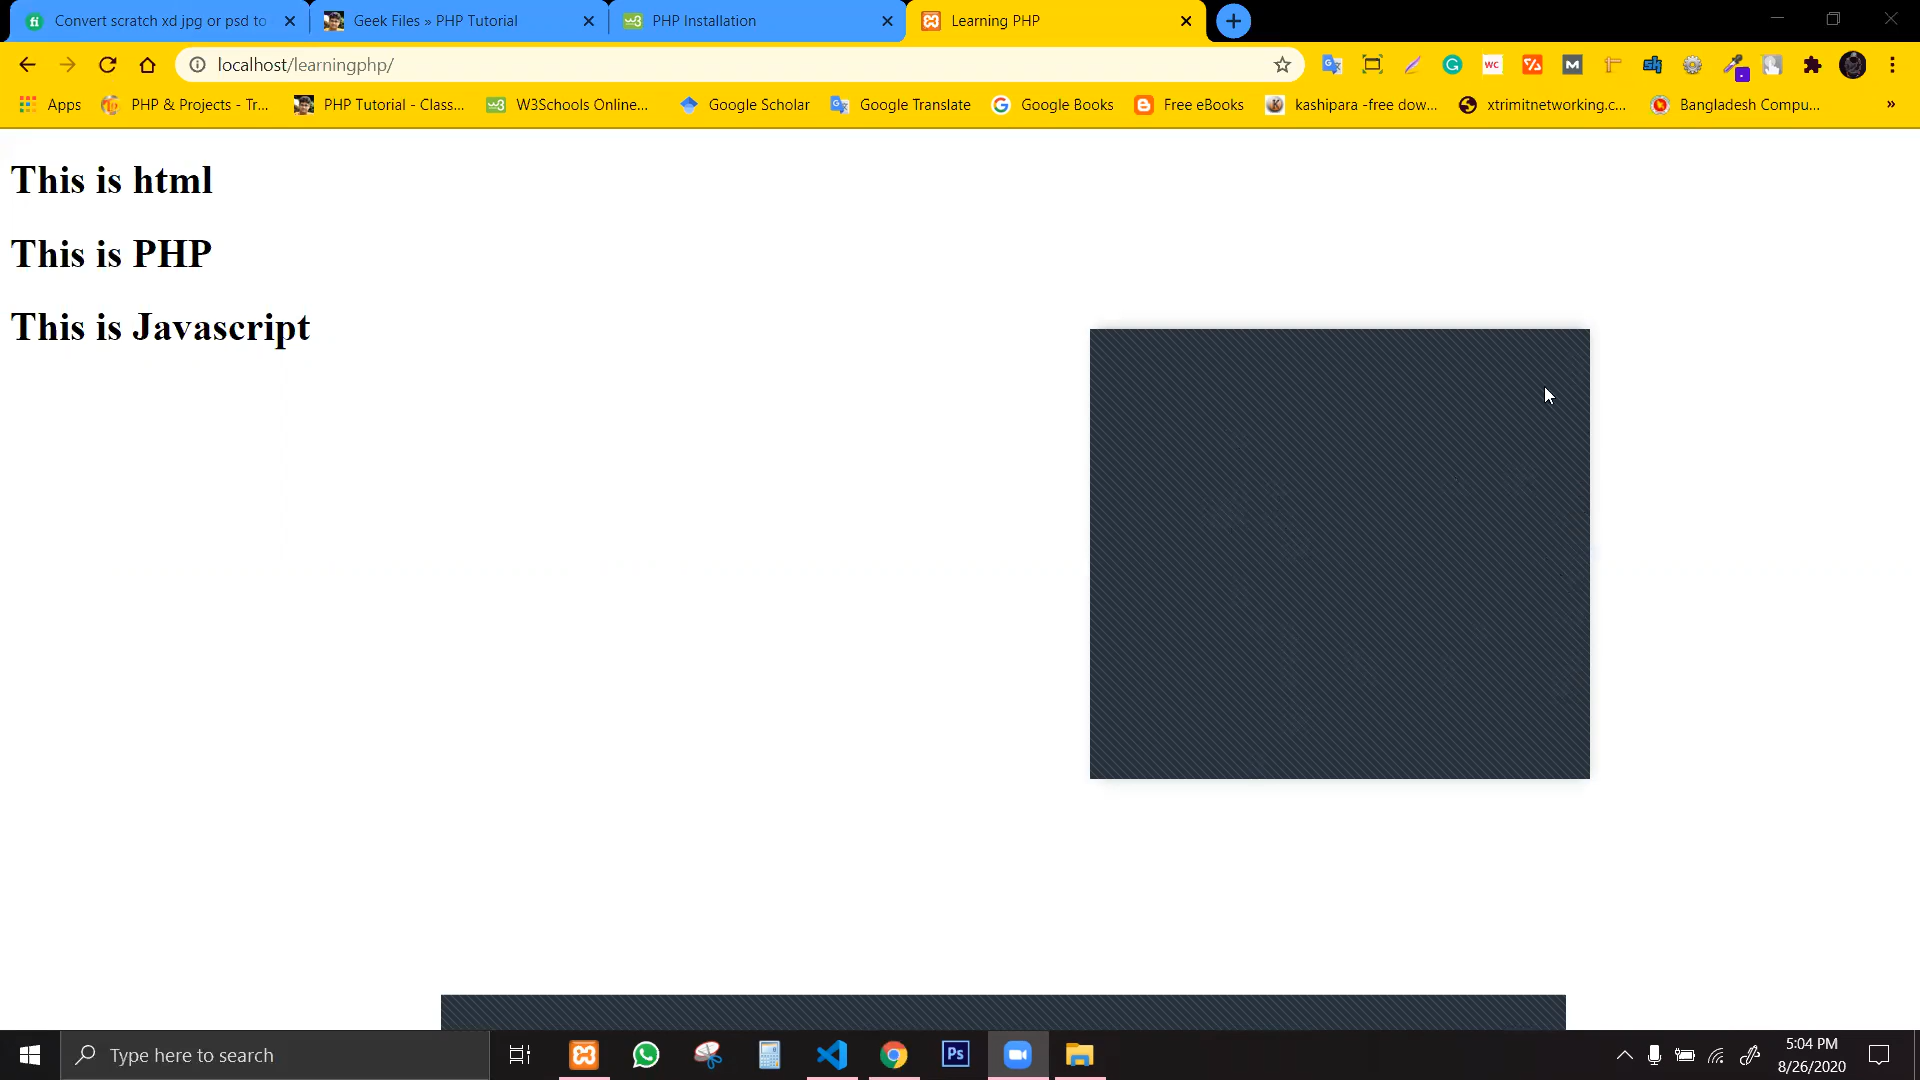 Convert scratch xd jpg or psd to
Geek Files » PHP Tutorial
PHP Installation
Learning PHP
localhost/learningphp/
Apps
PHP & Projects - Tr...
PHP Tutorial - Class...
W3Schools Online...
Google Scholar
Google Translate
Google Books
Free eBooks
kashipara -free dow...
xtrimitnetworking.c...
Bangladesh Compu...
»
This is html
This is PHP
This is Javascript
Type here to search
Ps
5:04 PM
8/26/2020